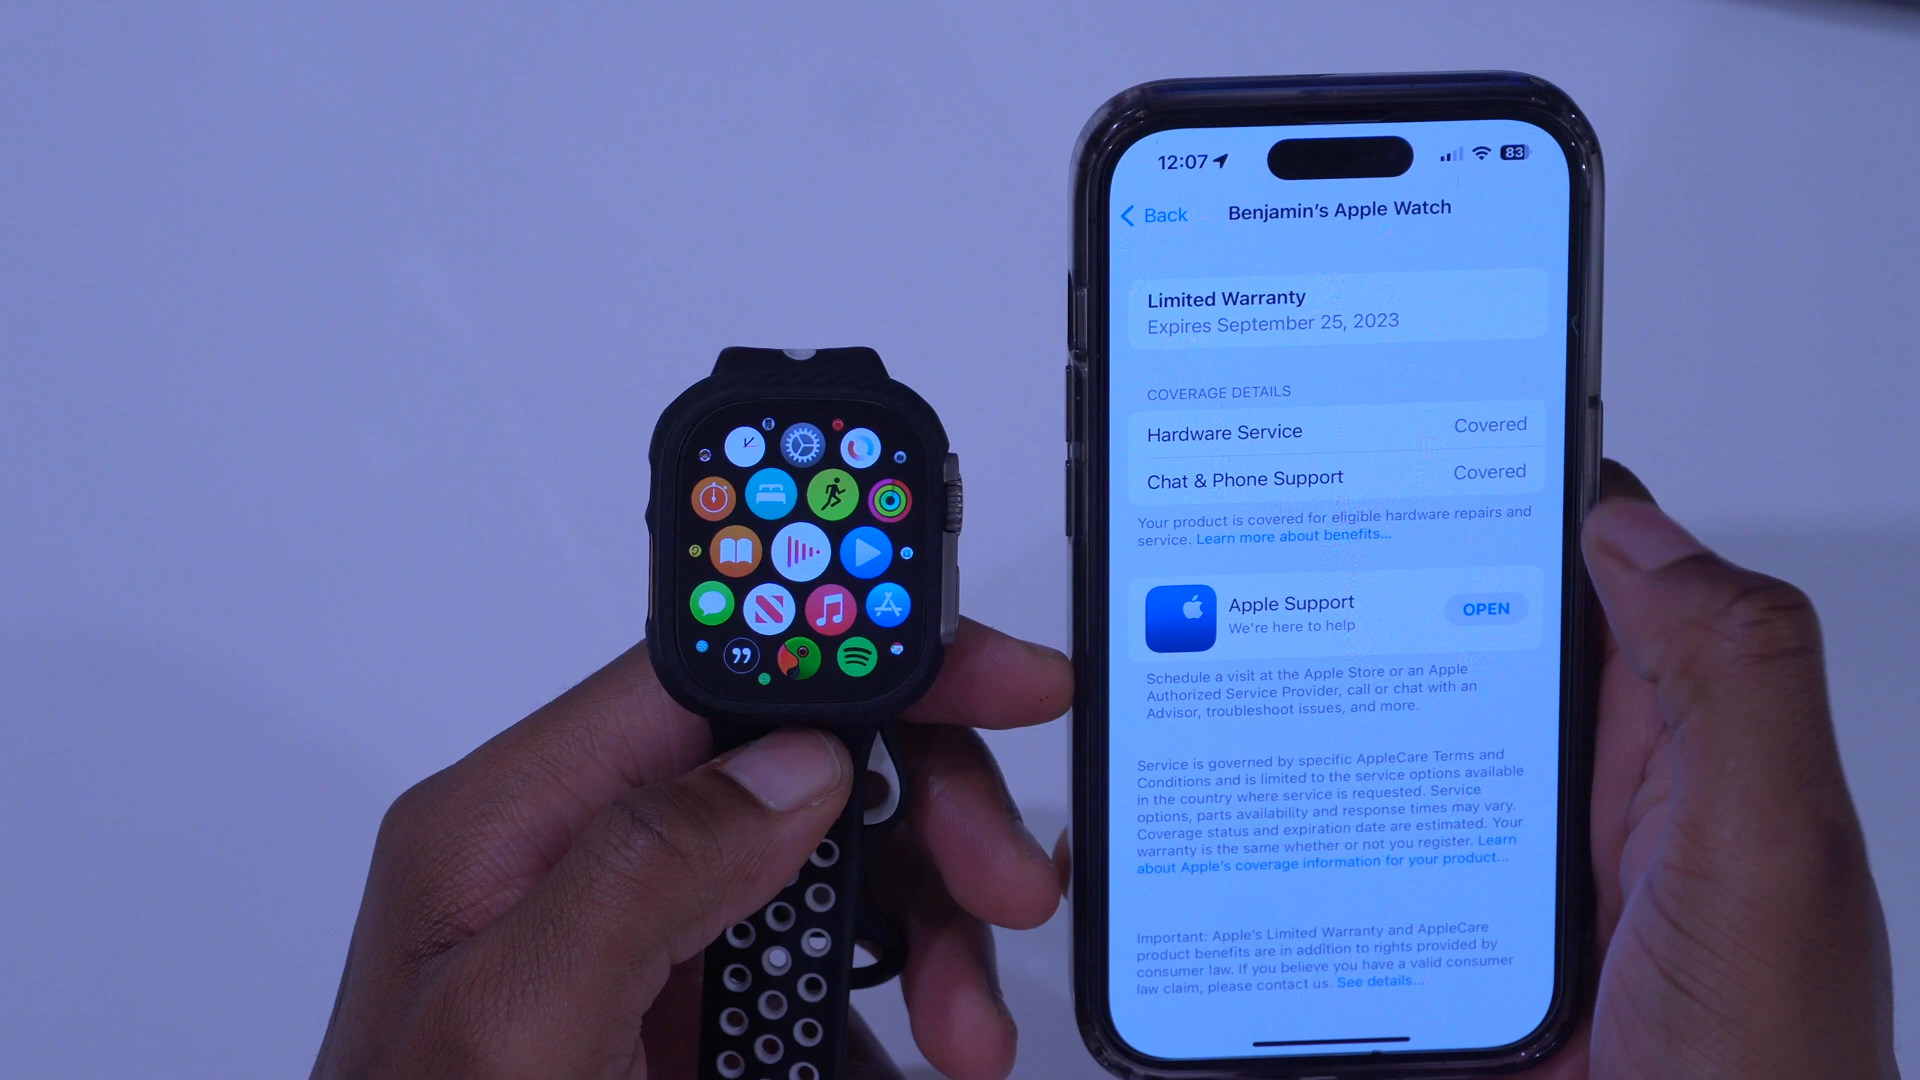 12:07
83
Back
Benjamin's Apple Watch
Limited Warranty
Expires September 25, 2023
COVERAGE DETAILS
Hardware Service
Covered
Chat & Phone Support
Covered
Your product is covered for eligible hardware repairs and
service. Learn more about benefits...
Apple Support
We're here to help
OPEN
Schedule a visit at the Apple Store or an Apple
Authorized Service Provider, call or chat with an
Advisor, troubleshoot issues, and more.
Service is governed by specific AppleCare Terms and
Conditions and is limited to the service options available
in the country where service is requested. Service
options, parts availability and response times may vary.
Coverage status and expiration date are estimated. Your
warranty is the same whether or not you register. Learn
about Apple's coverage information for your product...
Important: Apple's Limited Warranty and AppleCare
product benefits are in addition to rights provided by
consumer law. If you believe you have a valid consumer
law claim, please contact us. See details...